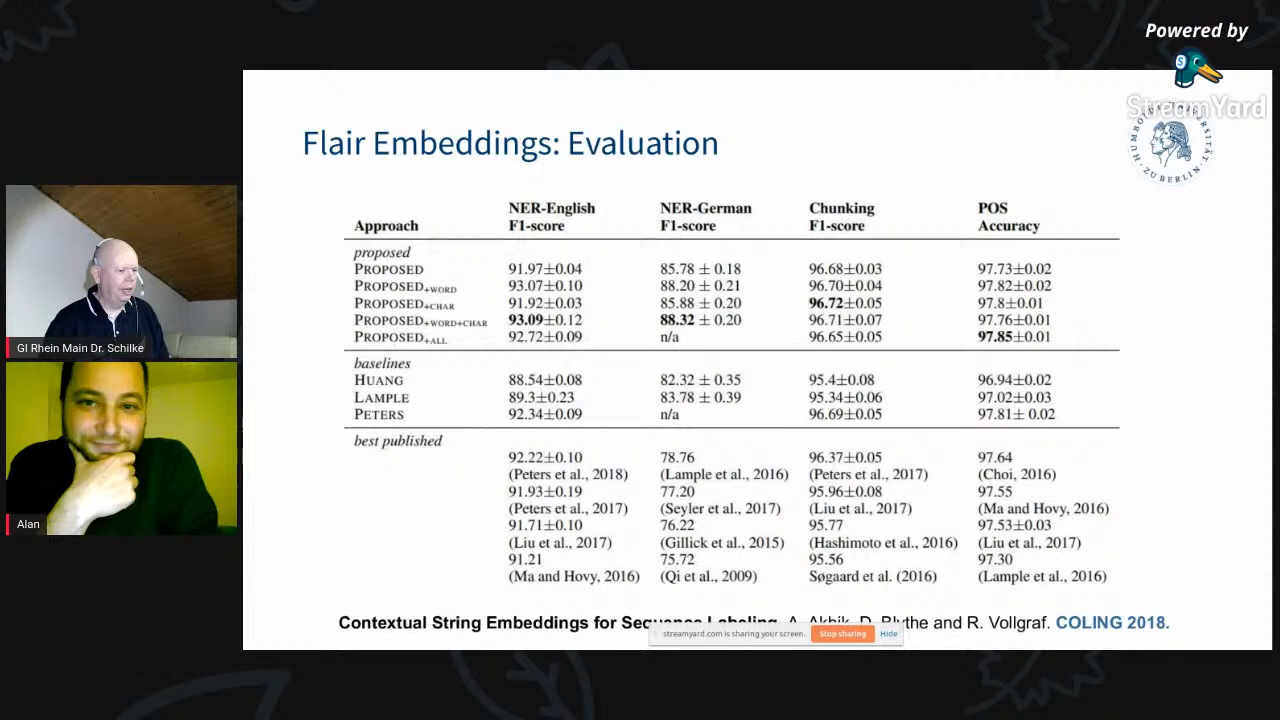 Powered by
StreamYard
HUMBOLDT-UNIVERSITÄT · ZU BERLIN ·
Flair Embeddings: Evaluation
Approach NER-English F1-score NER-German F1-score Chunking F1-score POS Accuracy
proposed
PROPOSED 91.97±0.04 85.78 ± 0.18 96.68±0.03 97.73±0.02
PROPOSED+WORD 93.07±0.10 88.20 ± 0.21 96.70±0.04 97.82±0.02
PROPOSED+CHAR 91.92±0.03 85.88 ± 0.20 96.72±0.05 97.8±0.01
PROPOSED+WORD+CHAR 93.09±0.12 88.32 ± 0.20 96.71±0.07 97.76±0.01
PROPOSED+ALL 92.72±0.09 n/a 96.65±0.05 97.85±0.01
baselines
HUANG 88.54±0.08 82.32 ± 0.35 95.4±0.08 96.94±0.02
LAMPLE 89.3±0.23 83.78 ± 0.39 95.34±0.06 97.02±0.03
PETERS 92.34±0.09 n/a 96.69±0.05 97.81± 0.02
best published
92.22±0.10 78.76 96.37±0.05 97.64
(Peters et al., 2018) (Lample et al., 2016) (Peters et al., 2017) (Choi, 2016)
91.93±0.19 77.20 95.96±0.08 97.55
(Peters et al., 2017) (Seyler et al., 2017) (Liu et al., 2017) (Ma and Hovy, 2016)
91.71±0.10 76.22 95.77 97.53±0.03
(Liu et al., 2017) (Gillick et al., 2015) (Hashimoto et al., 2016) (Liu et al., 2017)
91.21 75.72 95.56 97.30
(Ma and Hovy, 2016) (Qi et al., 2009) Søgaard et al. (2016) (Lample et al., 2016)
Contextual String Embeddings for Sequence Labeling. A. Akbik, D. Blythe and R. Vollgraf. COLING 2018.
streamyard.com is sharing your screen. Stop sharing Hide
GI Rhein Main Dr. Schilke
Alan